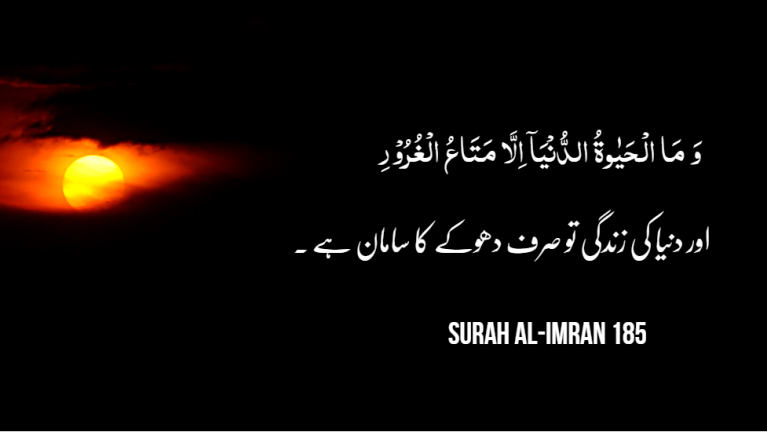 وَ مَا الۡحَیٰوۃُ الدُّنۡیَاۤ اِلَّا مَتَاعُ الۡغُرُوۡرِ
اور دنیا کی زندگی تو صرف دھوکے کا سامان ہے ۔
SURAH AL-IMRAN 185